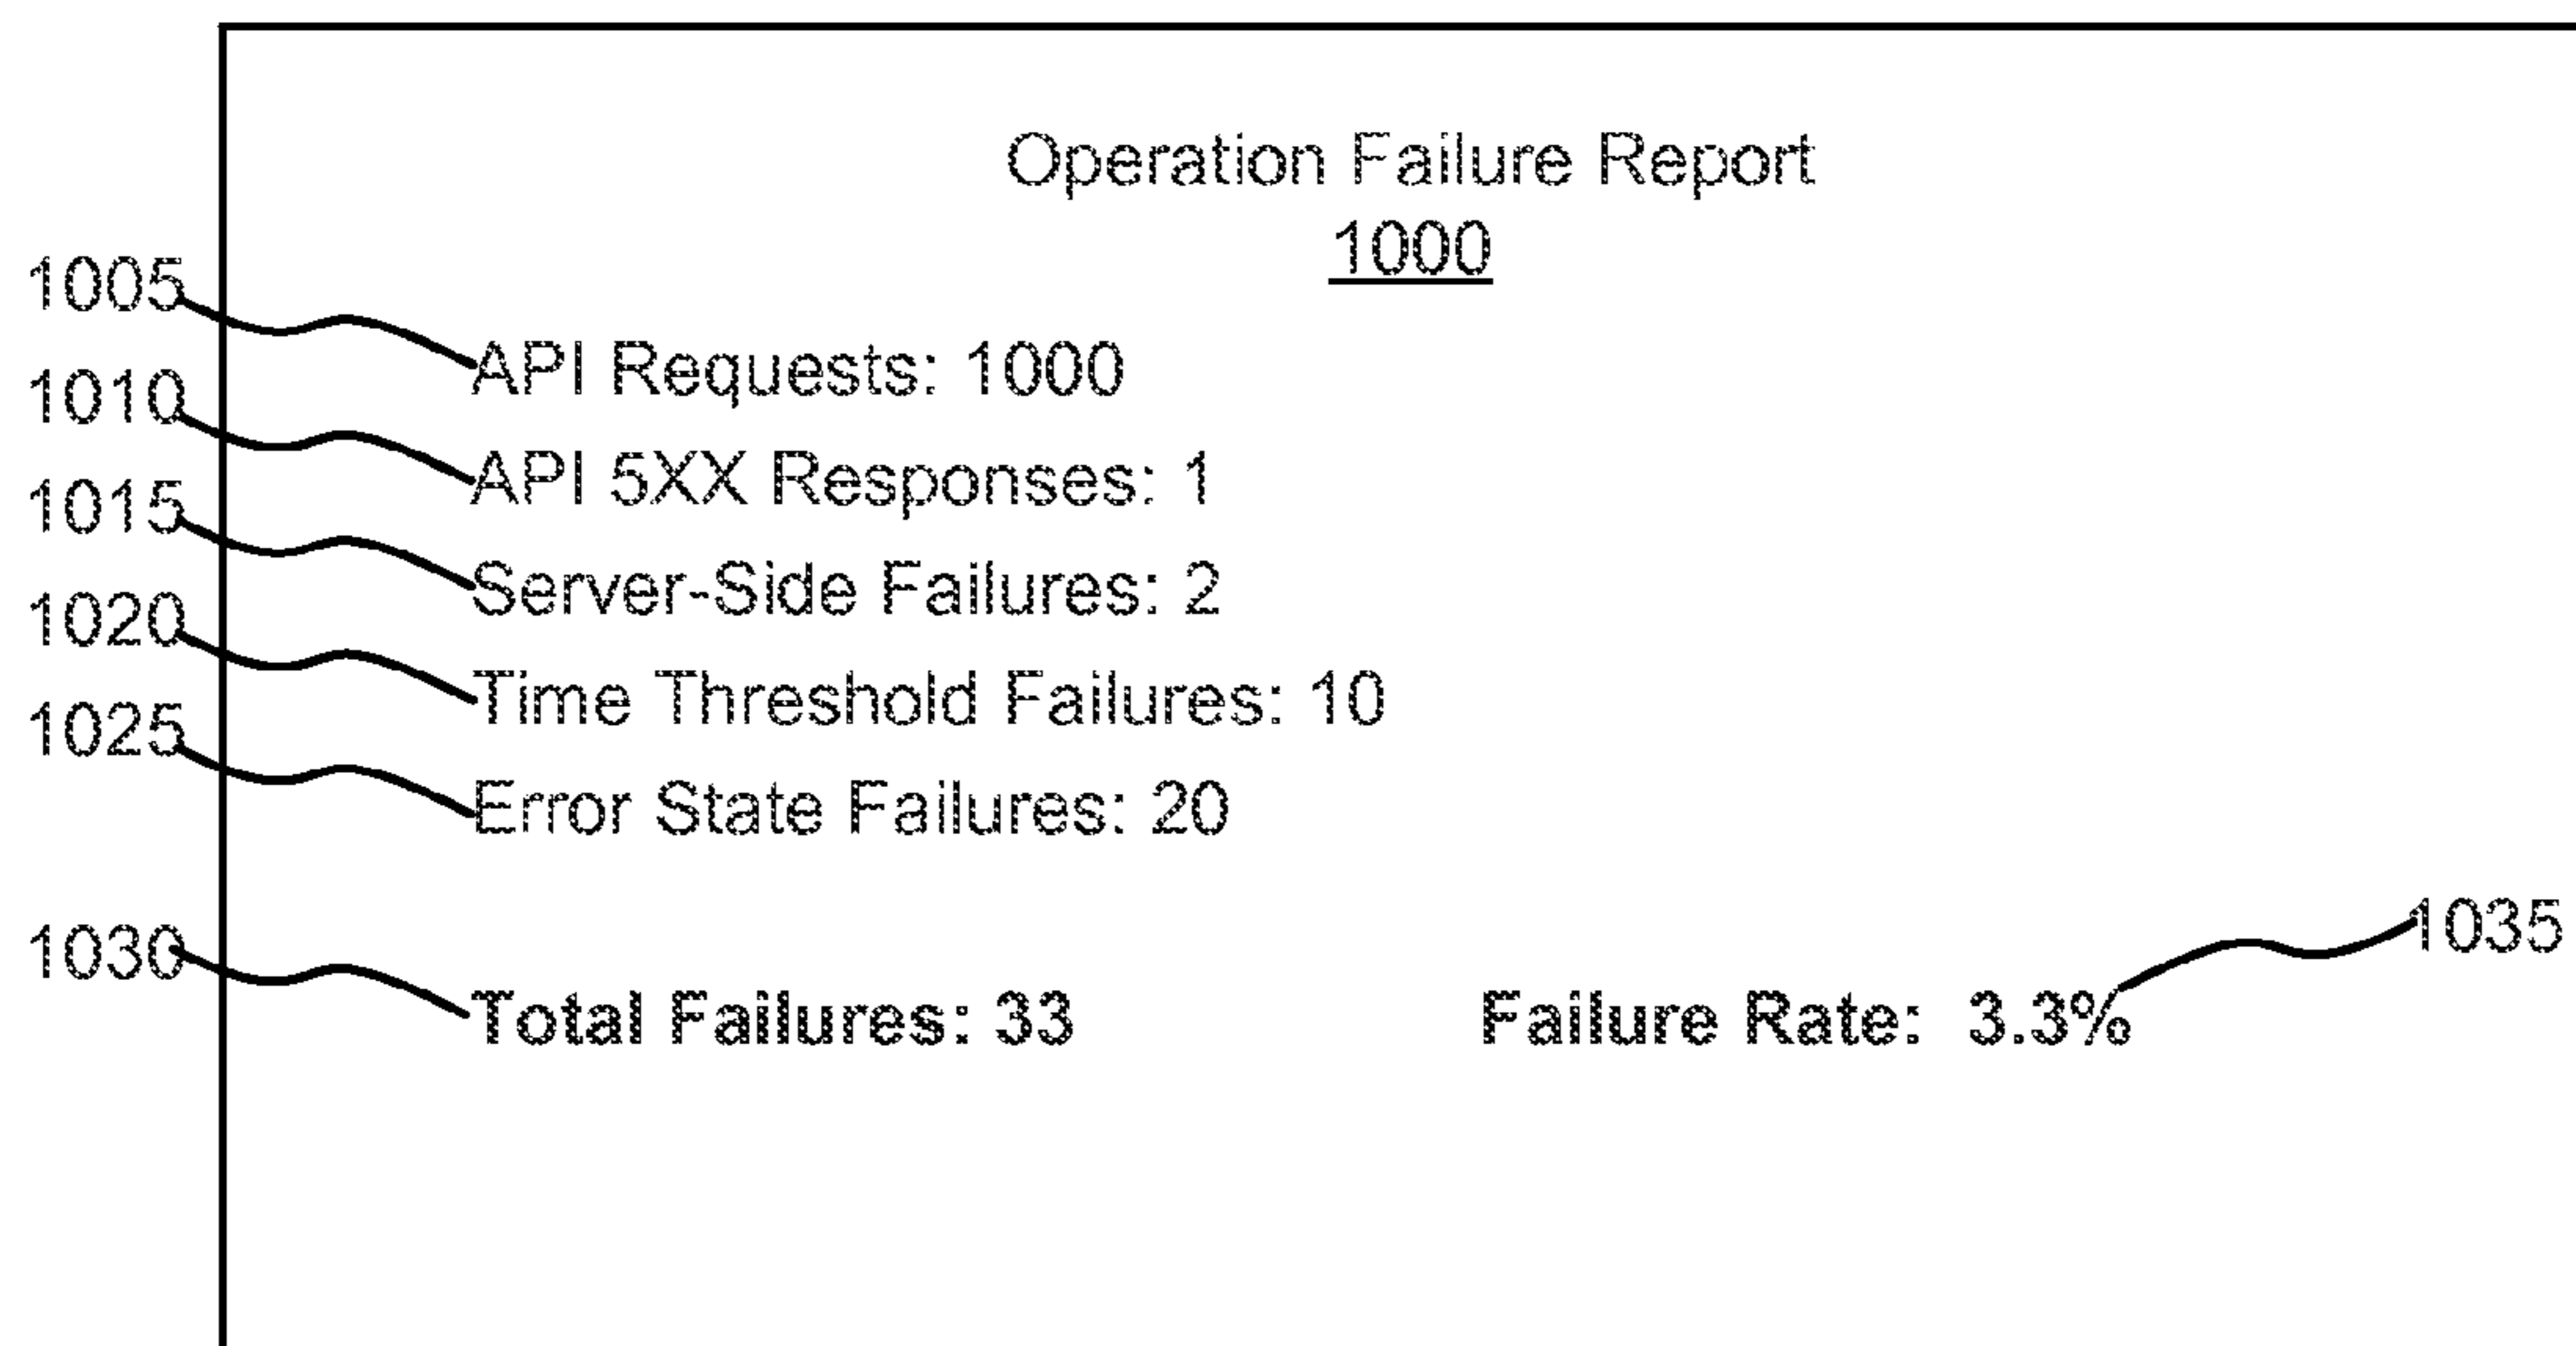 Operation Failure Report
1000
1005
API Requests: 1000
1010
API 5XX Responses: 1
1015
Server-Side Failures: 2
1020
Time Threshold Failures: 10
1025
Error State Failures: 20
1030
Total Failures: 33
Failure Rate: 3.3%
1035